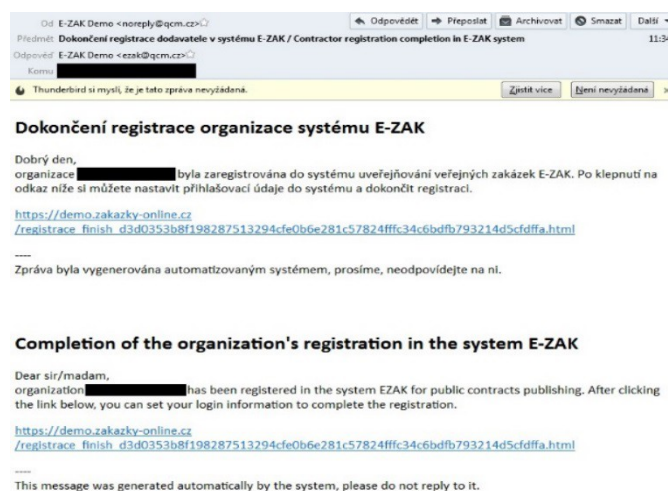 Od E-ZAK Demo <noreply@qcm.cz>
Odpovědět Přeposlat Archivovat Smazat Další
Předmět Dokončení registrace dodavatele v systému E-ZAK / Contractor registration completion in E-ZAK system 11:34
Odpověď E-ZAK Demo <ezak@qcm.cz>
Komu
Thunderbird si myslí, že je tato zpráva nevyžádaná. Zjistit více Není nevyžádaná
Dokončení registrace organizace systému E-ZAK
Dobrý den,
organizace byla zaregistrována do systému uveřejňování veřejných zakázek E-ZAK. Po klepnutí na
odkaz níže si můžete nastavit přihlašovací údaje do systému a dokončit registraci.
https://demo.zakazky-online.cz
/registrace_finish_d3d0353b8f198287513294cfe0b6e281c57824fffc34c6bdfb793214d5cfdffa.html
----
Zpráva byla vygenerována automatizovaným systémem, prosíme, neodpovídejte na ni.
Completion of the organization's registration in the system E-ZAK
Dear sir/madam,
organization has been registered in the system EZAK for public contracts publishing. After clicking
the link below, you can set your login information to complete the registration.
https://demo.zakazky-online.cz
/registrace_finish_d3d0353b8f198287513294cfe0b6e281c57824fffc34c6bdfb793214d5cfdffa.html
----
This message was generated automatically by the system, please do not reply to it.